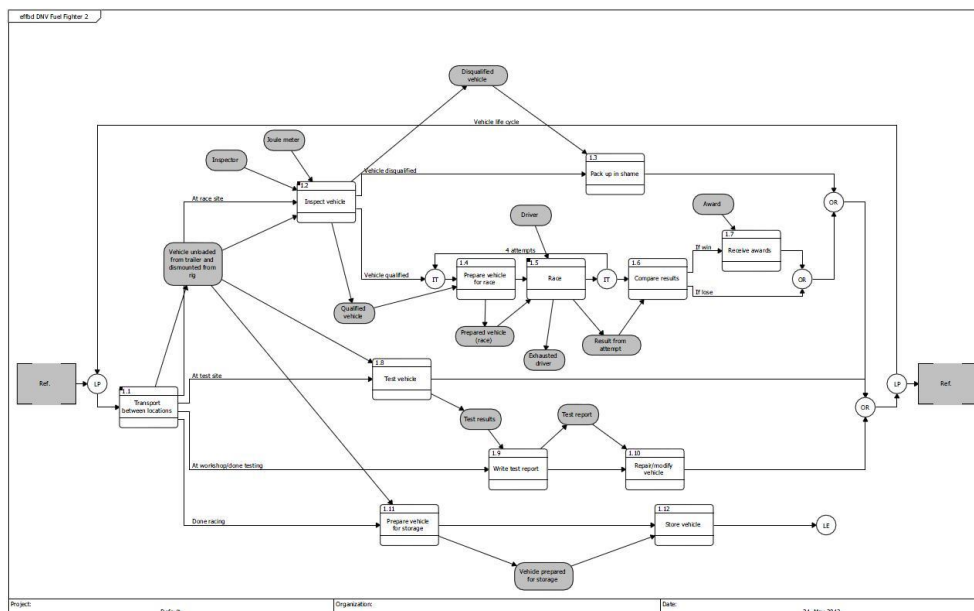 effbd DNV Fuel Fighter 2
Disqualified
vehicle
Vehicle life cycle
Joule meter
Inspector
1.3
Pack up in shame
Vehicle disqualified
1.2
Inspect vehicle
At race site
OR
Driver
Award
1.7
Receive awards
If win
Vehicle unloaded
from trailer and
dismounted from
rig
4 attempts
Vehicle qualified
IT
1.4
Prepare vehicle
for race
1.5
Race
IT
1.6
Compare results
OR
If lose
Qualified
vehicle
Prepared vehicle
(race)
Exhausted
driver
Result from
attempt
1.8
Test vehicle
At test site
Ref.
LP
1.1
Transport
between locations
LP
Ref.
OR
Test results
Test report
1.9
Write test report
1.10
Repair/modify
vehicle
At workshop/done testing
1.11
Prepare vehicle
for storage
Done racing
1.12
Store vehicle
LE
Vehicle prepared
for storage
Project:
Organization:
Date: